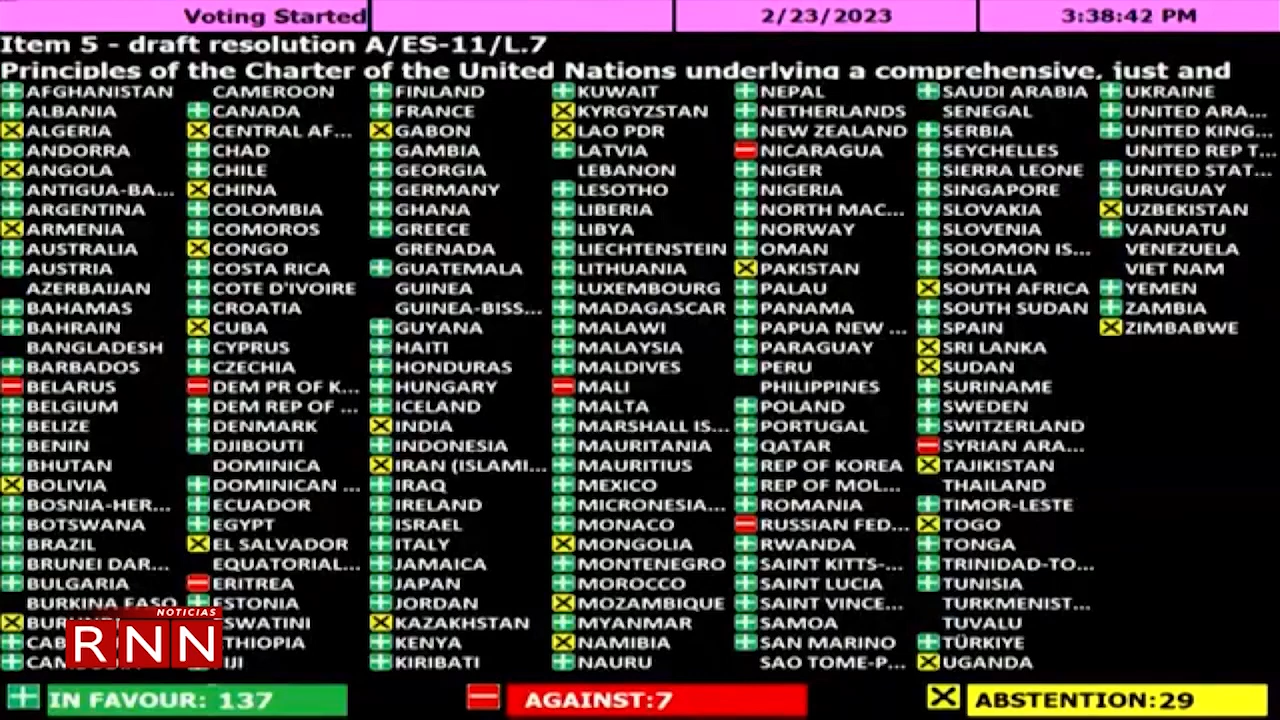 Voting Started 2/23/2023 3:38:42 PM
Item 5 - draft resolution A/ES-11/L.7
Principles of the Charter of the United Nations underlying a comprehensive, just and
AFGHANISTAN
ALBANIA
ALGERIA
ANDORRA
ANGOLA
ANTIGUA-BA...
ARGENTINA
ARMENIA
AUSTRALIA
AUSTRIA
AZERBAIJAN
BAHAMAS
BAHRAIN
BANGLADESH
BARBADOS
BELARUS
BELGIUM
BELIZE
BENIN
BHUTAN
BOLIVIA
BOSNIA-HER...
BOTSWANA
BRAZIL
BRUNEI DAR...
BULGARIA
BURKINA FASO
CAMEROON
CANADA
CENTRAL AF...
CHAD
CHILE
CHINA
COLOMBIA
COMOROS
CONGO
COSTA RICA
COTE D'IVOIRE
CROATIA
CUBA
CYPRUS
CZECHIA
DEM PR OF K...
DEM REP OF ...
DENMARK
DJIBOUTI
DOMINICA
DOMINICAN ...
ECUADOR
EGYPT
EL SALVADOR
EQUATORIAL...
ERITREA
ESTONIA
FINLAND
FRANCE
GABON
GAMBIA
GEORGIA
GERMANY
GHANA
GREECE
GRENADA
GUATEMALA
GUINEA
GUINEA-BISS...
GUYANA
HAITI
HONDURAS
HUNGARY
ICELAND
INDIA
INDONESIA
IRAN (ISLAMI...
IRAQ
IRELAND
ISRAEL
ITALY
JAMAICA
JAPAN
JORDAN
KAZAKHSTAN
KENYA
KIRIBATI
KUWAIT
KYRGYZSTAN
LAO PDR
LATVIA
LEBANON
LESOTHO
LIBERIA
LIBYA
LIECHTENSTEIN
LITHUANIA
LUXEMBOURG
MADAGASCAR
MALAWI
MALAYSIA
MALDIVES
MALI
MALTA
MARSHALL IS...
MAURITANIA
MAURITIUS
MEXICO
MICRONESIA...
MONACO
MONGOLIA
MONTENEGRO
MOROCCO
MOZAMBIQUE
MYANMAR
NAMIBIA
NAURU
NEPAL
NETHERLANDS
NEW ZEALAND
NICARAGUA
NIGER
NIGERIA
NORTH MAC...
NORWAY
OMAN
PAKISTAN
PALAU
PANAMA
PAPUA NEW ...
PARAGUAY
PERU
PHILIPPINES
POLAND
PORTUGAL
QATAR
REP OF KOREA
REP OF MOL...
ROMANIA
RUSSIAN FED...
RWANDA
SAINT KITTS-...
SAINT LUCIA
SAINT VINCE...
SAMOA
SAN MARINO
SAO TOME-P...
SAUDI ARABIA
SENEGAL
SERBIA
SEYCHELLES
SIERRA LEONE
SINGAPORE
SLOVAKIA
SLOVENIA
SOLOMON IS...
SOMALIA
SOUTH AFRICA
SOUTH SUDAN
SPAIN
SRI LANKA
SUDAN
SURINAME
SWEDEN
SWITZERLAND
SYRIAN ARA...
TAJIKISTAN
THAILAND
TIMOR-LESTE
TOGO
TONGA
TRINIDAD-TO...
TUNISIA
TURKMENIST...
TUVALU
TÜRKIYE
UGANDA
UKRAINE
UNITED ARA...
UNITED KING...
UNITED REP T...
UNITED STAT...
URUGUAY
UZBEKISTAN
VANUATU
VENEZUELA
VIET NAM
YEMEN
ZAMBIA
ZIMBABWE
NOTICIAS
RNN
IN FAVOUR: 137 AGAINST:7 ABSTENTION:29